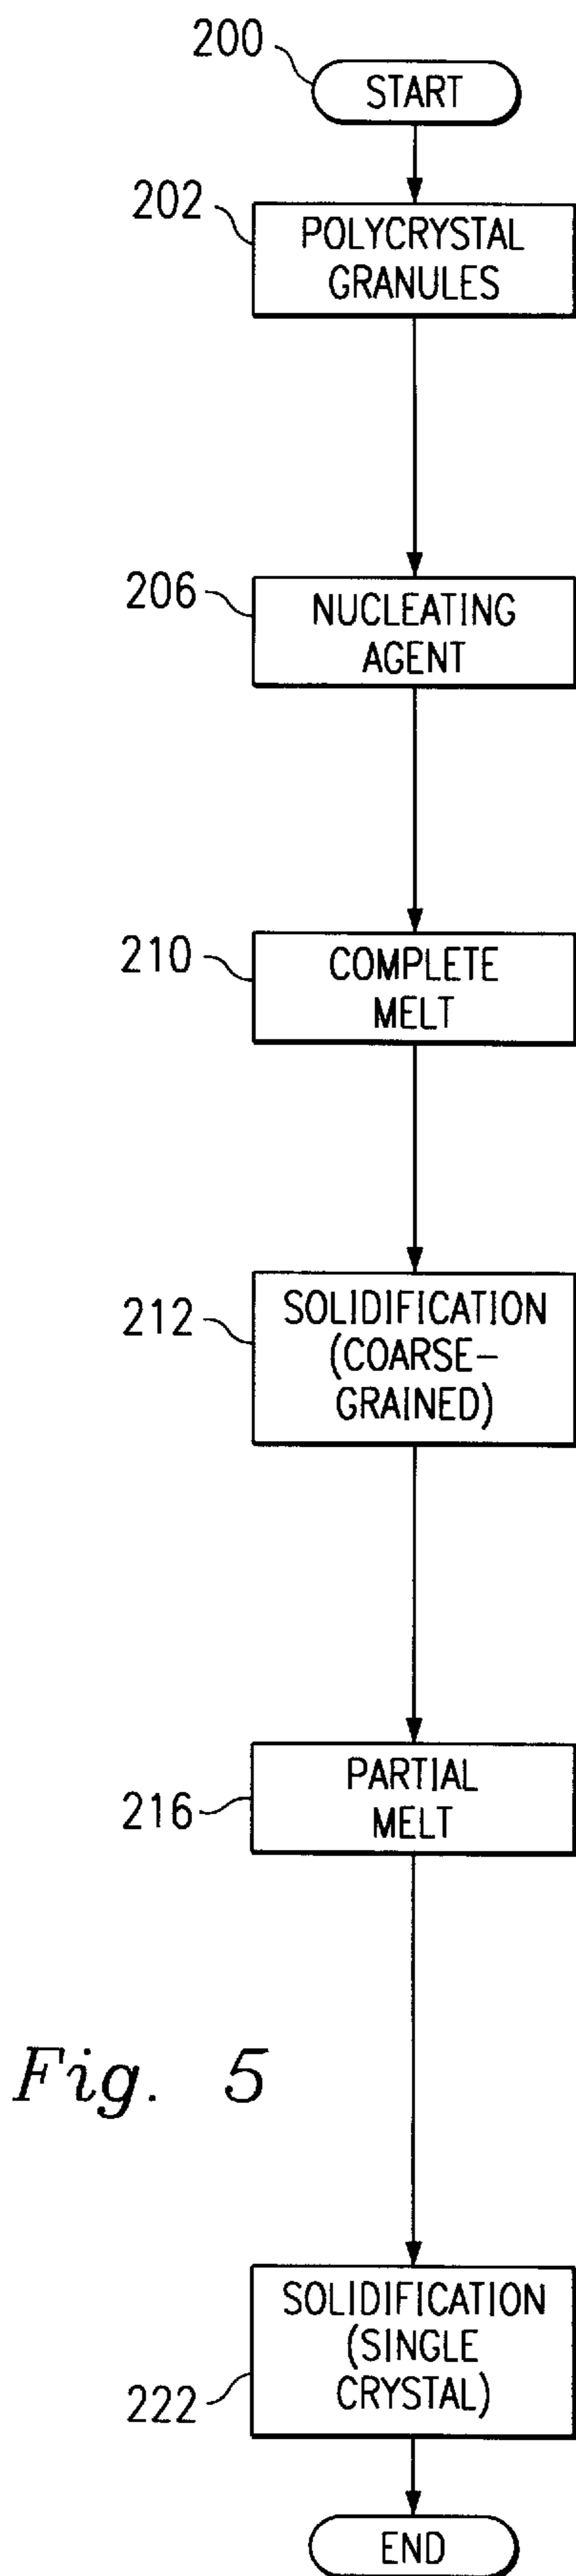 200
START
202
POLYCRYSTAL
GRANULES
206
NUCLEATING
AGENT
210
COMPLETE
MELT
212
SOLIDIFICATION
(COARSE-
GRAINED)
PARTIAL
MELT
216
Fig. 5
SOLIDIFICATION
(SINGLE
CRYSTAL)
222
END